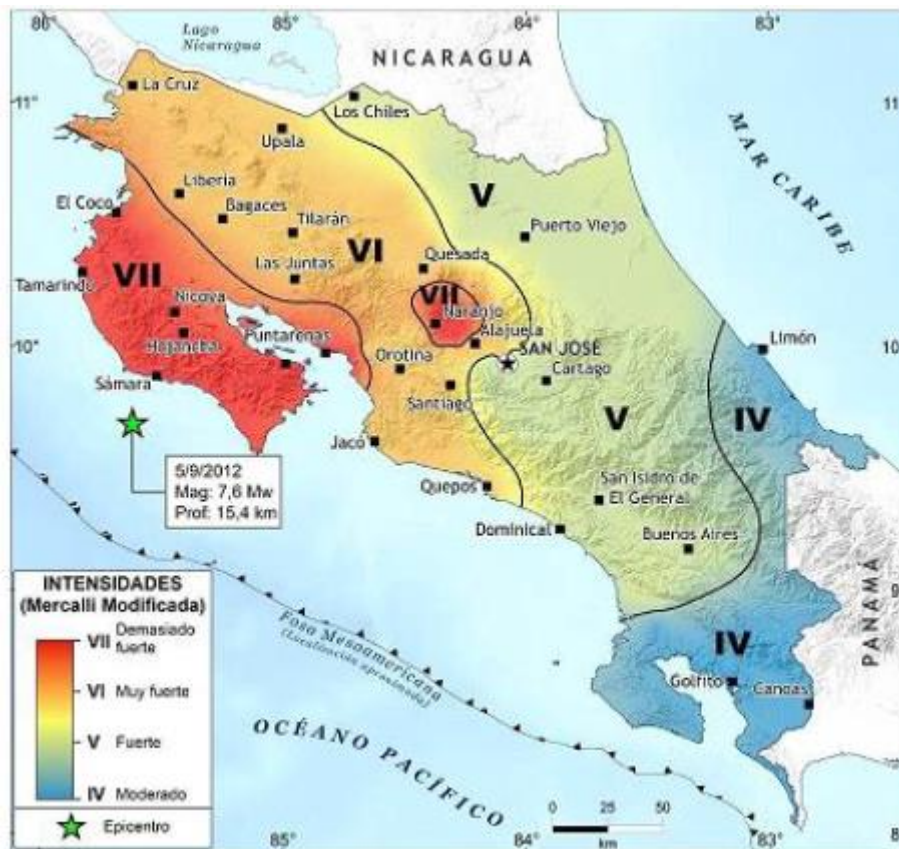 86°
85°
84°
83°
Lago
Nicaragua
NICARAGUA
La Cruz
11°
11°
Los Chiles
Upala
MAR CARIBE
V
Liberia
El Coco
Bagaces
Tilarán
Puerto Viejo
VI
Quesada
Las Juntas
VII
Tamarindo
Nicoya
VII
Naranjo
Alajuela
10°
10°
Hojancha
Puntarenas
Limón
SAN JOSÉ
Orotina
Cartago
Sámara
Santiago
V
IV
Jacó
5/9/2012
Mag: 7,6 Mw
Prof: 15,4 km
Quepos
San Isidro de
El General
Dominical
Buenos Aires
INTENSIDADES
(Mercalli Modificada)
VII Demasiado
fuerte
VI Muy fuerte
V Fuerte
IV Moderado
Epicentro
Fosa Mesoamericana
(Localización aproximada)
PANAMÁ
IV
Golfito
Canoas
OCÉANO PACÍFICO
0 25 50
km
85°
84°
83°